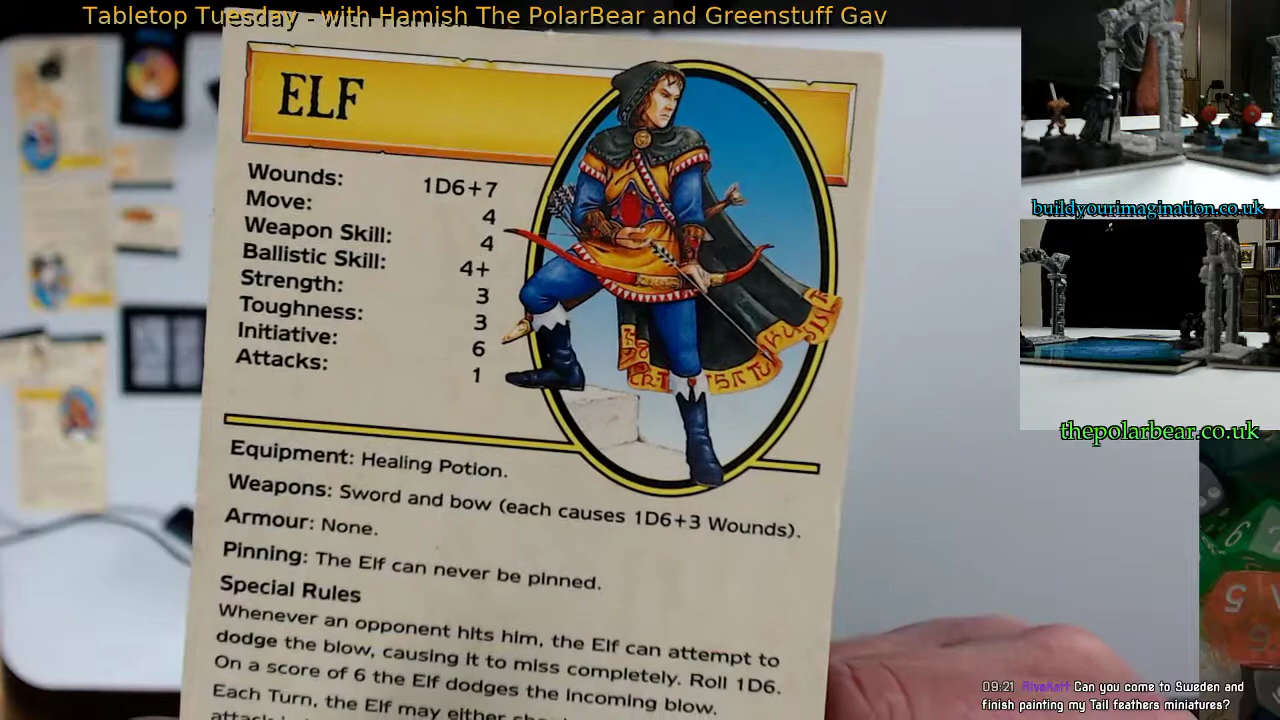 Tabletop Tuesday - with Hamish The PolarBear and Greenstuff Gav
ELF
Wounds: 1D6+7
Move: 4
Weapon Skill: 4
Ballistic Skill: 4+
Strength: 3
Toughness: 3
Initiative: 6
Attacks: 1
Equipment: Healing Potion.
Weapons: Sword and bow (each causes 1D6+3 Wounds).
Armour: None.
Pinning: The Elf can never be pinned.
Special Rules
Whenever an opponent hits him, the Elf can attempt to
dodge the blow, causing it to miss completely. Roll 1D6.
On a score of 6 the Elf dodges the incoming blow.
Each Turn, the Elf may either
buildyourimagination.co.uk
thepolarbear.co.uk
09:21 Can you come to Sweden and
finish painting my Tail feathers miniatures?